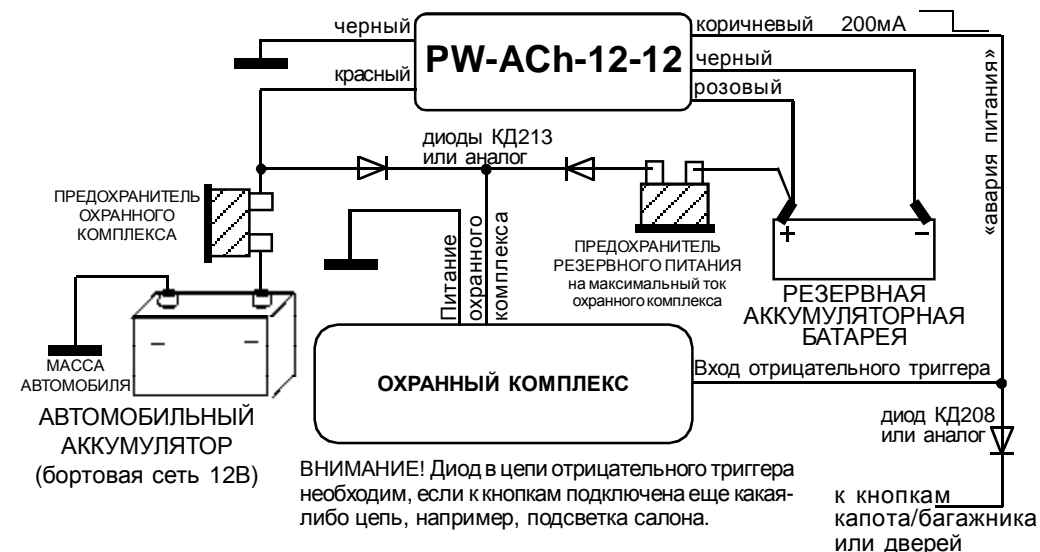 черный
PW-ACh-12-12
коричневый 200мА
красный
черный
розовый
«авария питания»
диоды КД213
или аналог
ПРЕДОХРАНИТЕЛЬ
ОХРАННОГО
КОМПЛЕКСА
Питание
охранного
комплекса
ПРЕДОХРАНИТЕЛЬ
РЕЗЕРВНОГО ПИТАНИЯ
на максимальный ток
охранного комплекса
+
–
РЕЗЕРВНАЯ
АККУМУЛЯТОРНАЯ
БАТАРЕЯ
МАССА
АВТОМОБИЛЯ
– –
АВТОМОБИЛЬНЫЙ
АККУМУЛЯТОР
(бортовая сеть 12В)
ОХРАННЫЙ КОМПЛЕКС
Вход отрицательного триггера
диод КД208
или аналог
ВНИМАНИЕ! Диод в цепи отрицательного триггера
необходим, если к кнопкам подключена еще какая-
либо цепь, например, подсветка салона.
к кнопкам
капота/багажника
или дверей